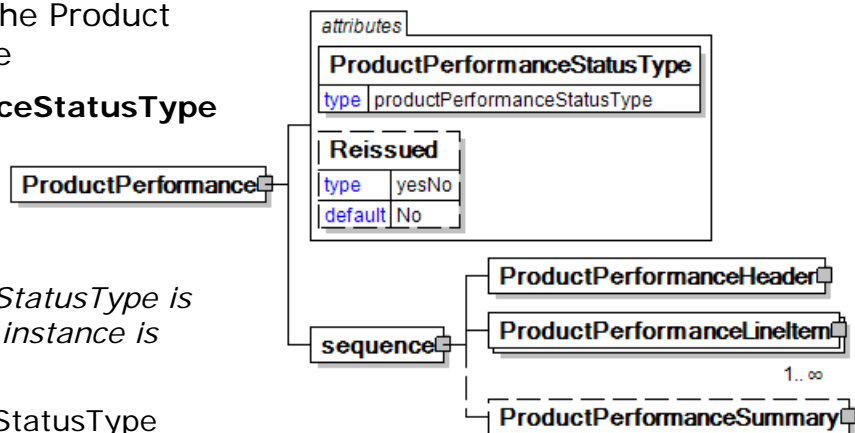 he Product
e
ceStatusType
StatusType is
instance is
StatusType
attributes
ProductPerformanceStatusType
type productPerformanceStatusType
Reissued
type yesNo
default No
ProductPerformance
sequence
ProductPerformanceHeader
ProductPerformanceLineItem
1.. ∞
ProductPerformanceSummary